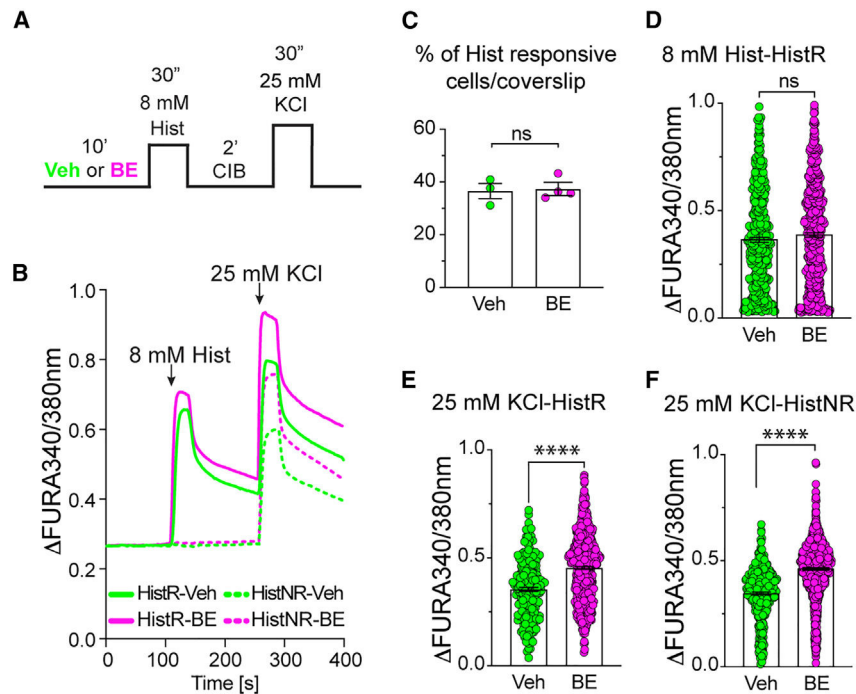 A
30”
8 mM
Hist
30”
25 mM
KCl
10’
Veh or BE
2’
CIB
B
ΔFURA340/380nm
1.0
0.8
0.6
0.4
0.2
0.0
8 mM Hist
25 mM KCl
HistR-Veh
HistNR-Veh
HistR-BE
HistNR-BE
0
100
200
300
400
Time [s]
C
% of Hist responsive
cells/coverslip
ns
60
40
20
0
Veh
BE
D
8 mM Hist-HistR
ns
ΔFURA340/380nm
1.0
0.5
0.0
Veh
BE
E
25 mM KCl-HistR
****
ΔFURA340/380nm
1.0
0.5
0.0
Veh
BE
F
25 mM KCl-HistNR
****
ΔFURA340/380nm
1.0
0.5
0.0
Veh
BE